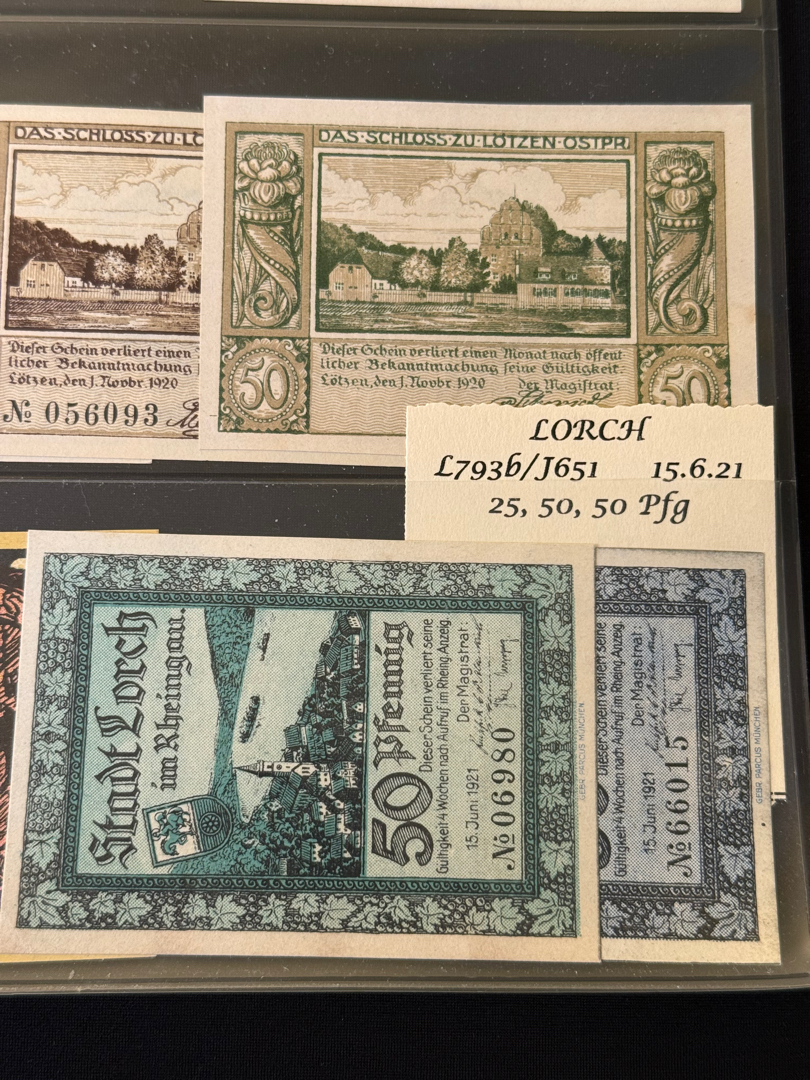 DAS·SCHLOSS·ZU·LÖ
Dieser Schein verliert einen
licher Bekanntmachung
Lötzen, den 1. Novbr. 1920
№ 056093
DAS·SCHLOSS·ZU·LÖTZEN·OSTPR.
Dieser Schein verliert einen Monat nach öffent
licher Bekanntmachung seine Gültigkeit.
Lötzen, den 1. Novbr. 1920 der Magistrat:
50
50
LORCH
L793b/J651 15.6.21
25, 50, 50 Pfg
Stadt Lorch
im Rheingau.
50 Pfennig
Dieser Schein verliert seine
Gültigkeit 4 Wochen nach Aufruf im Rheing. Anzeig.
15. Juni 1921 Der Magistrat:
№ 06980
GEBR. PARCUS MÜNCHEN
Dieser Schein verliert seine
Gültigkeit 4 Wochen nach Aufruf im Rheing. Anzeig.
15. Juni 1921 Der Magistrat:
№ 66015
GEBR. PARCUS MÜNCHEN